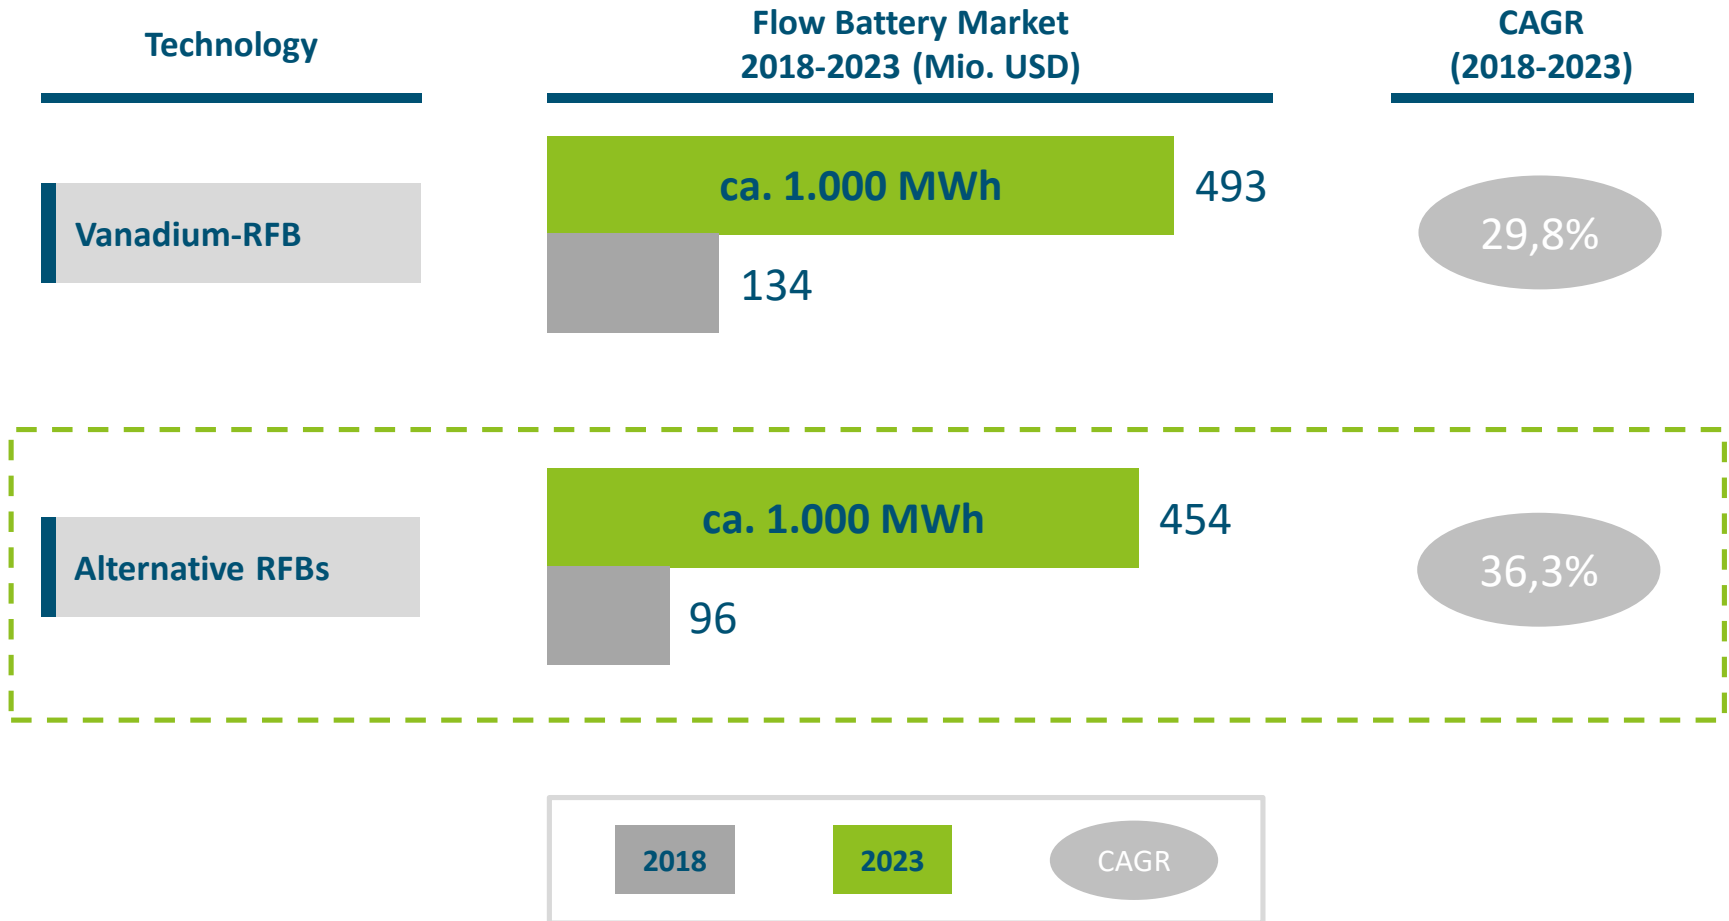 Technology
Flow Battery Market
2018-2023 (Mio. USD)
CAGR
(2018-2023)
Vanadium-RFB
ca. 1.000 MWh
493
134
29,8%
Alternative RFBs
ca. 1.000 MWh
454
96
36,3%
2018
2023
CAGR